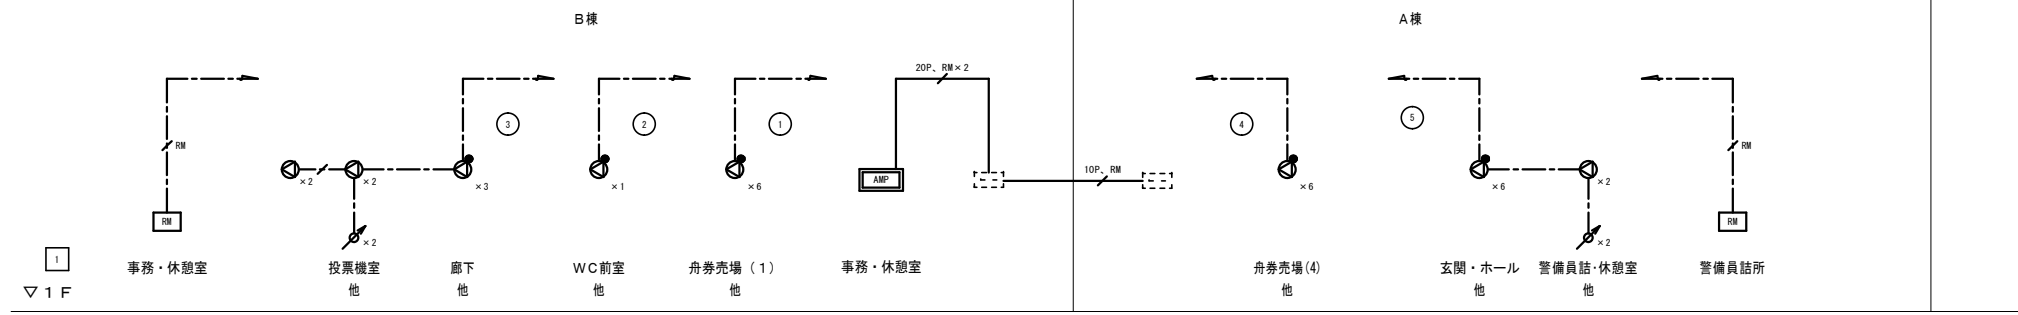 B棟
A棟
20P、RM×2
3
2
1
4
5
RM
RM
10P、RM
AMP
×2
×2
×3
×1
×6
×6
×6
×2
RM
RM
×2
×2
1
事務・休憩室
投票機室
廊下
WC前室
舟券売場（1）
事務・休憩室
舟券売場(4)
玄関・ホール
警備員詰・休憩室
警備員詰所
他
他
他
他
他
他
他
▽1F